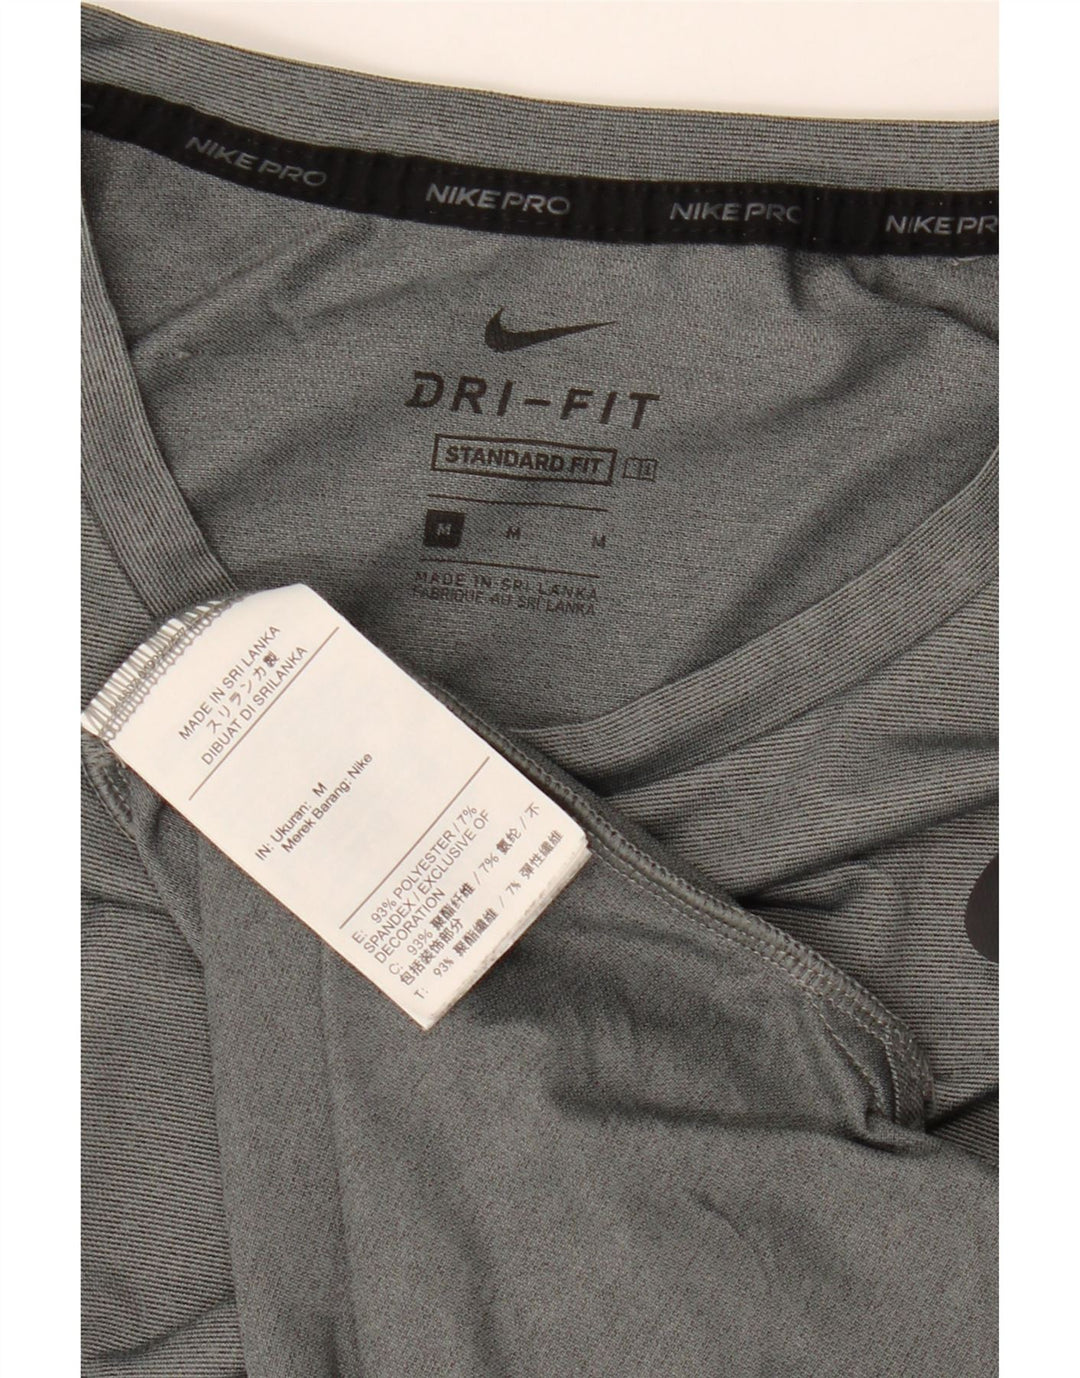 NIKE PRO
NIKE PRO
NIKE PRO
NIKE PR
DRI-FIT
STANDARD FIT
M M M
MADE IN SRI LANKA
FABRIQUE AU SRI LANKA
MADE IN SRI LANKA
スリランカ製
DIBUAT DI SRILANKA
IN: Ukuran: M
Merek Barang: Nike
E: 93% POLYESTER / 7%
SPANDEX / EXCLUSIVE OF
DECORATION
C: 93% 聚酯纤维 / 7% 氨纶 / 不
包括装饰部分
T: 93% 聚酯纖維 / 7% 彈性纖維